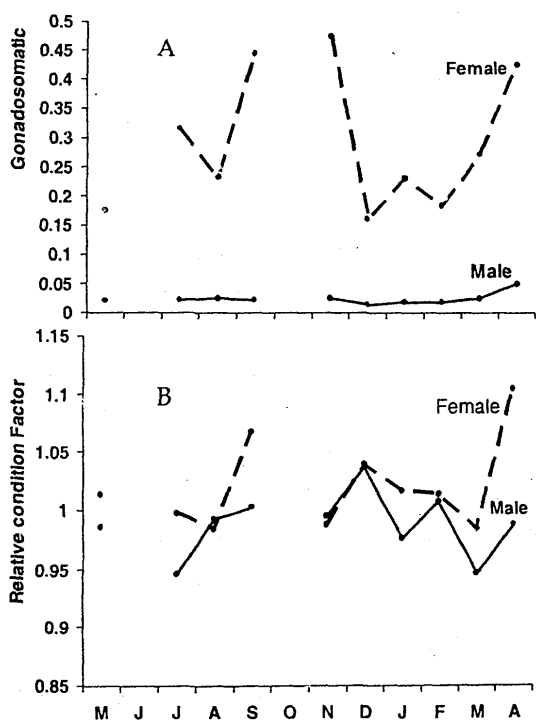 0.5
A
0.45
Female
0.4
0.35
0.3
0.25
0.2
0.15
0.1
Male
0.05
0
Gonadosomatic
1.15
B
1.1
Female
1.05
1
Male
0.95
0.9
0.85
Relative condition Factor
M J J A S O N D J F M A